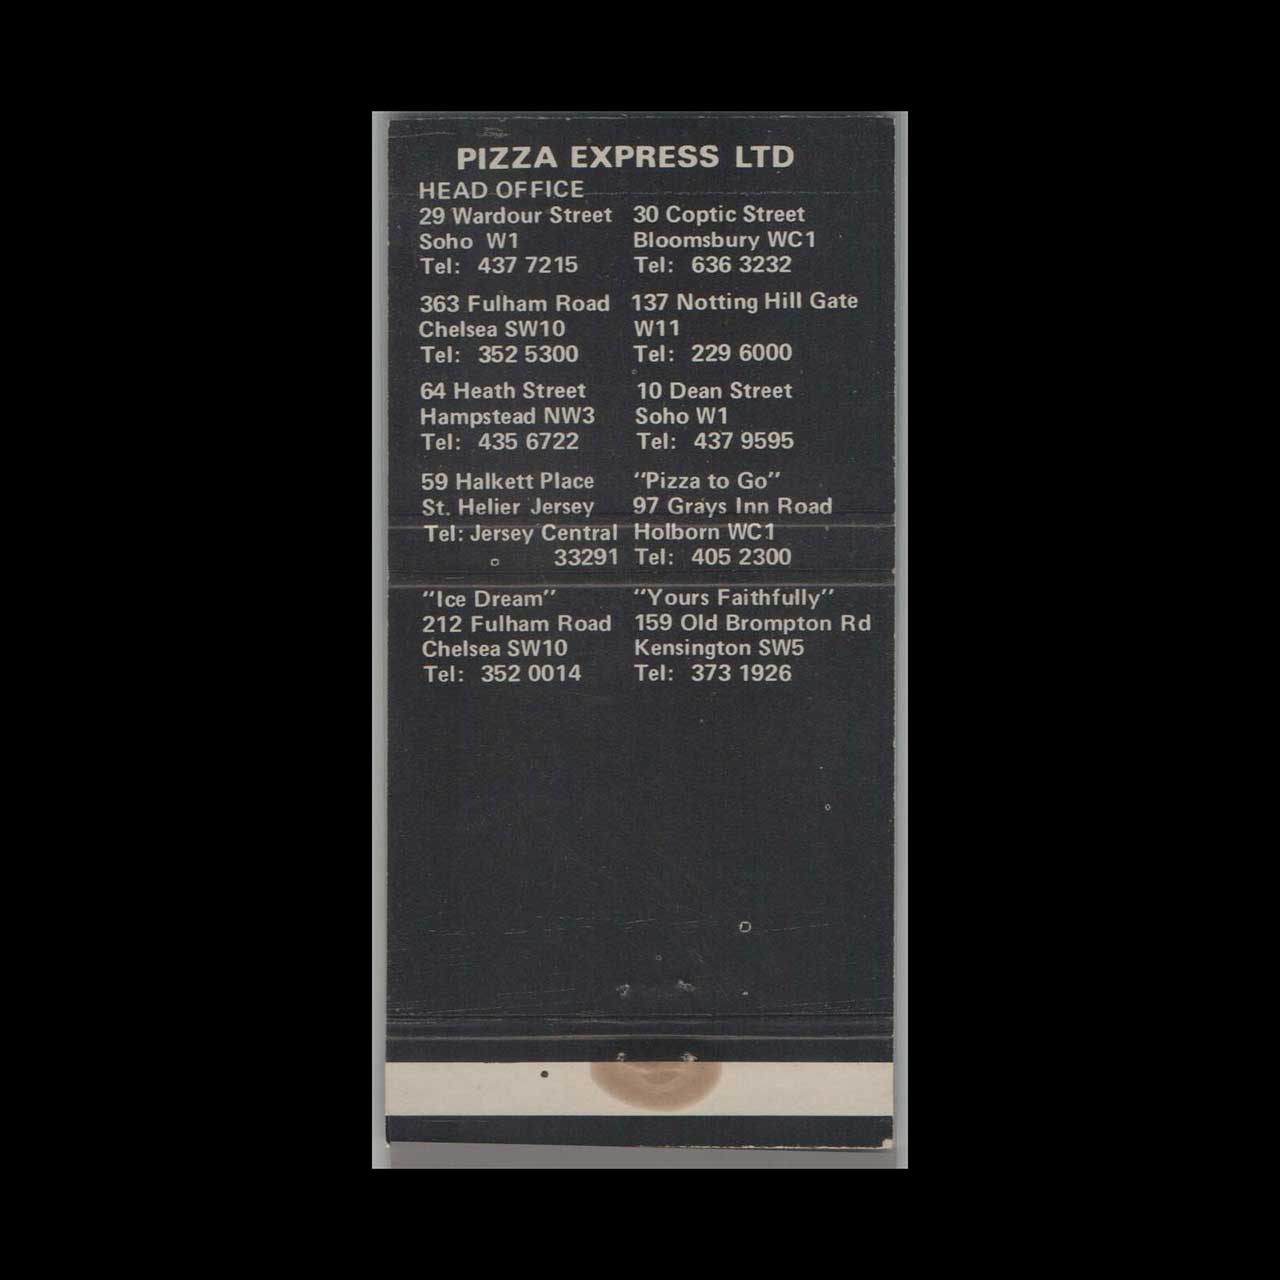 PIZZA EXPRESS LTD
HEAD OFFICE
29 Wardour Street
Soho W1
Tel: 437 7215
30 Coptic Street
Bloomsbury WC1
Tel: 636 3232
363 Fulham Road
Chelsea SW10
Tel: 352 5300
137 Notting Hill Gate
W11
Tel: 229 6000
64 Heath Street
Hampstead NW3
Tel: 435 6722
10 Dean Street
Soho W1
Tel: 437 9595
59 Halkett Place
St. Helier Jersey
Tel: Jersey Central
33291
"Pizza to Go"
97 Grays Inn Road
Holborn WC1
Tel: 405 2300
"Ice Dream"
212 Fulham Road
Chelsea SW10
Tel: 352 0014
"Yours Faithfully"
159 Old Brompton Rd
Kensington SW5
Tel: 373 1926